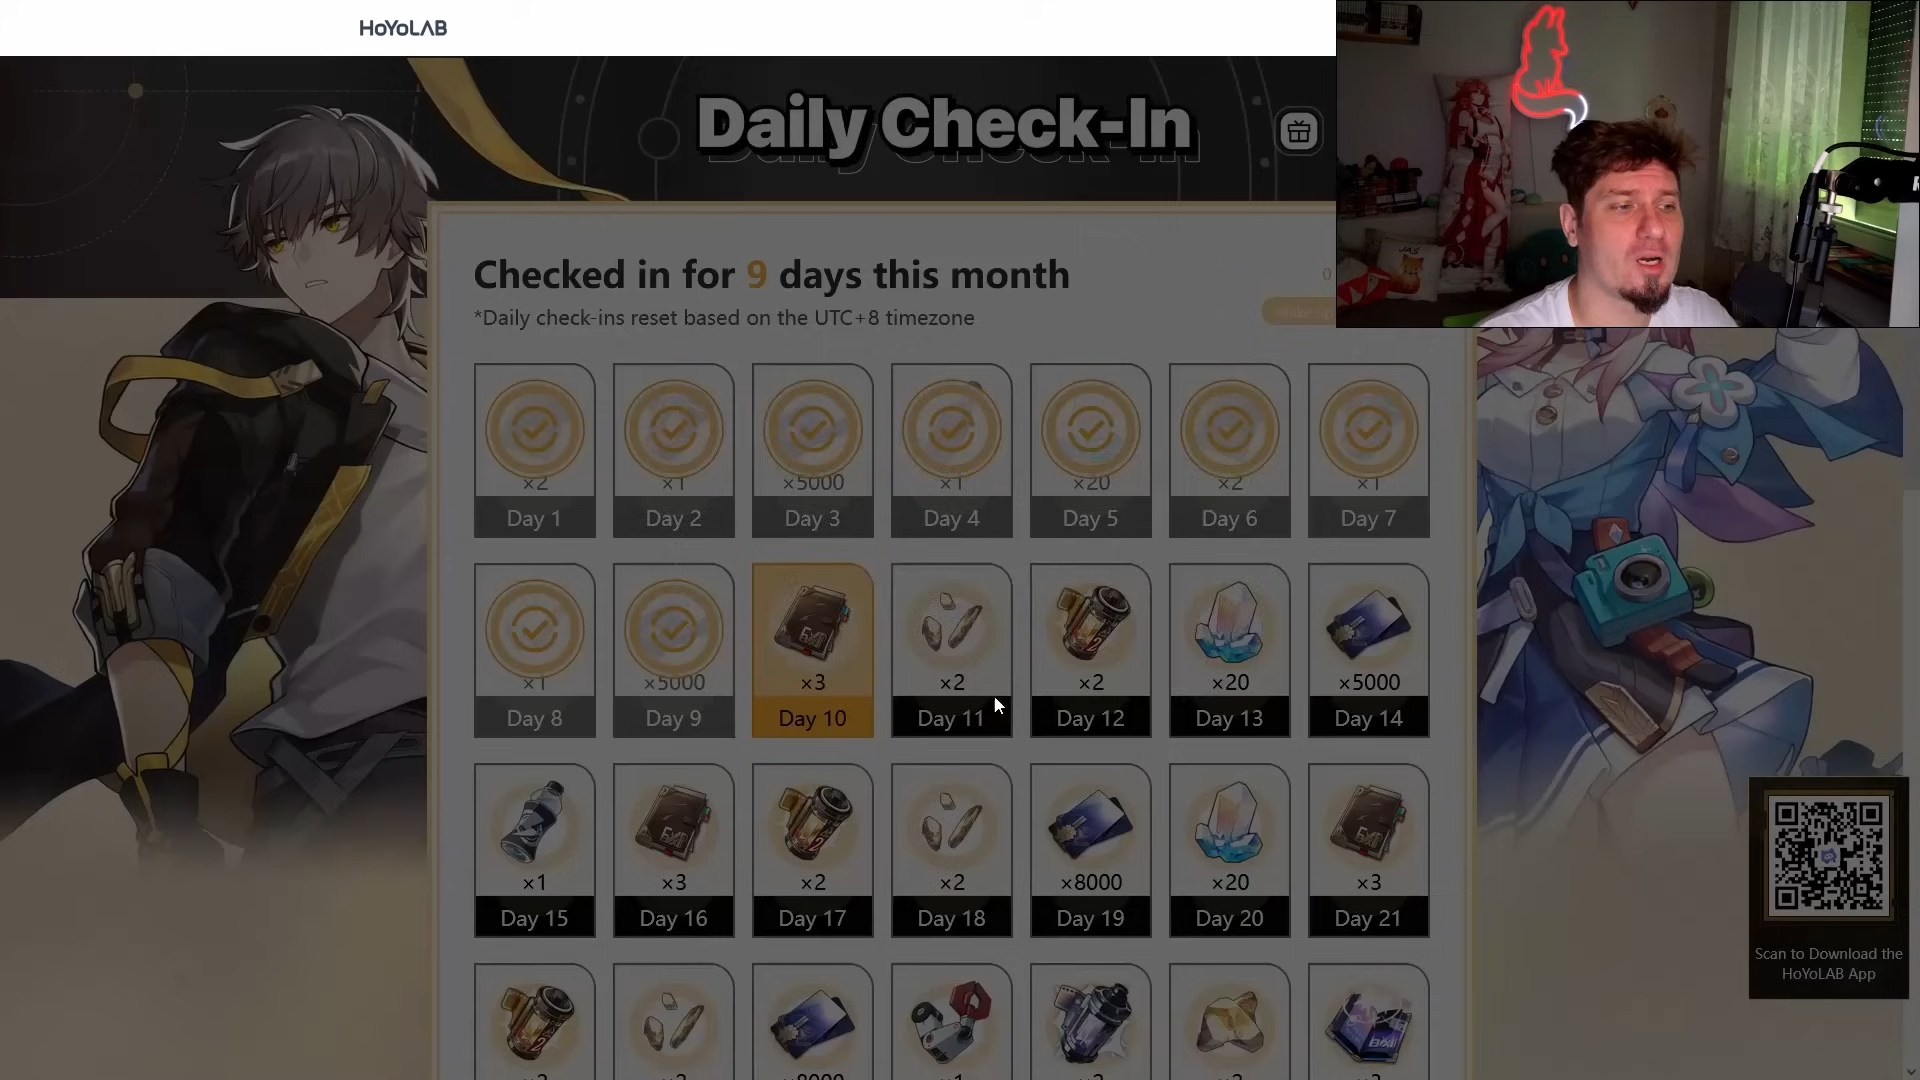 HoYoLAB
Daily Check-In
Checked in for 9 days this month
*Daily check-ins reset based on the UTC+8 timezone
×2
×1
×5000
×1
×20
×2
×1
Day 1
Day 2
Day 3
Day 4
Day 5
Day 6
Day 7
×1
×5000
×3
×2
×2
×20
×5000
Day 8
Day 9
Day 10
Day 11
Day 12
Day 13
Day 14
×1
×3
×2
×2
×8000
×20
×3
Day 15
Day 16
Day 17
Day 18
Day 19
Day 20
Day 21
Scan to Download the
HoYoLAB App